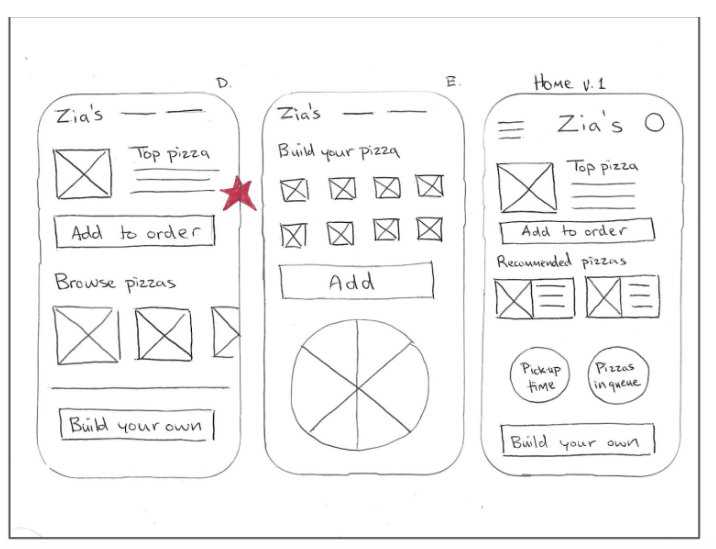 D.
Zia's
Top pizza
Add to order
Browse pizzas
Build your own
E.
Zia's
Build your pizza
Add
Home v.1
Zia's
Top pizza
Add to order
Recommended pizzas
Pickup
time
Pizzas
in queue
Build your own